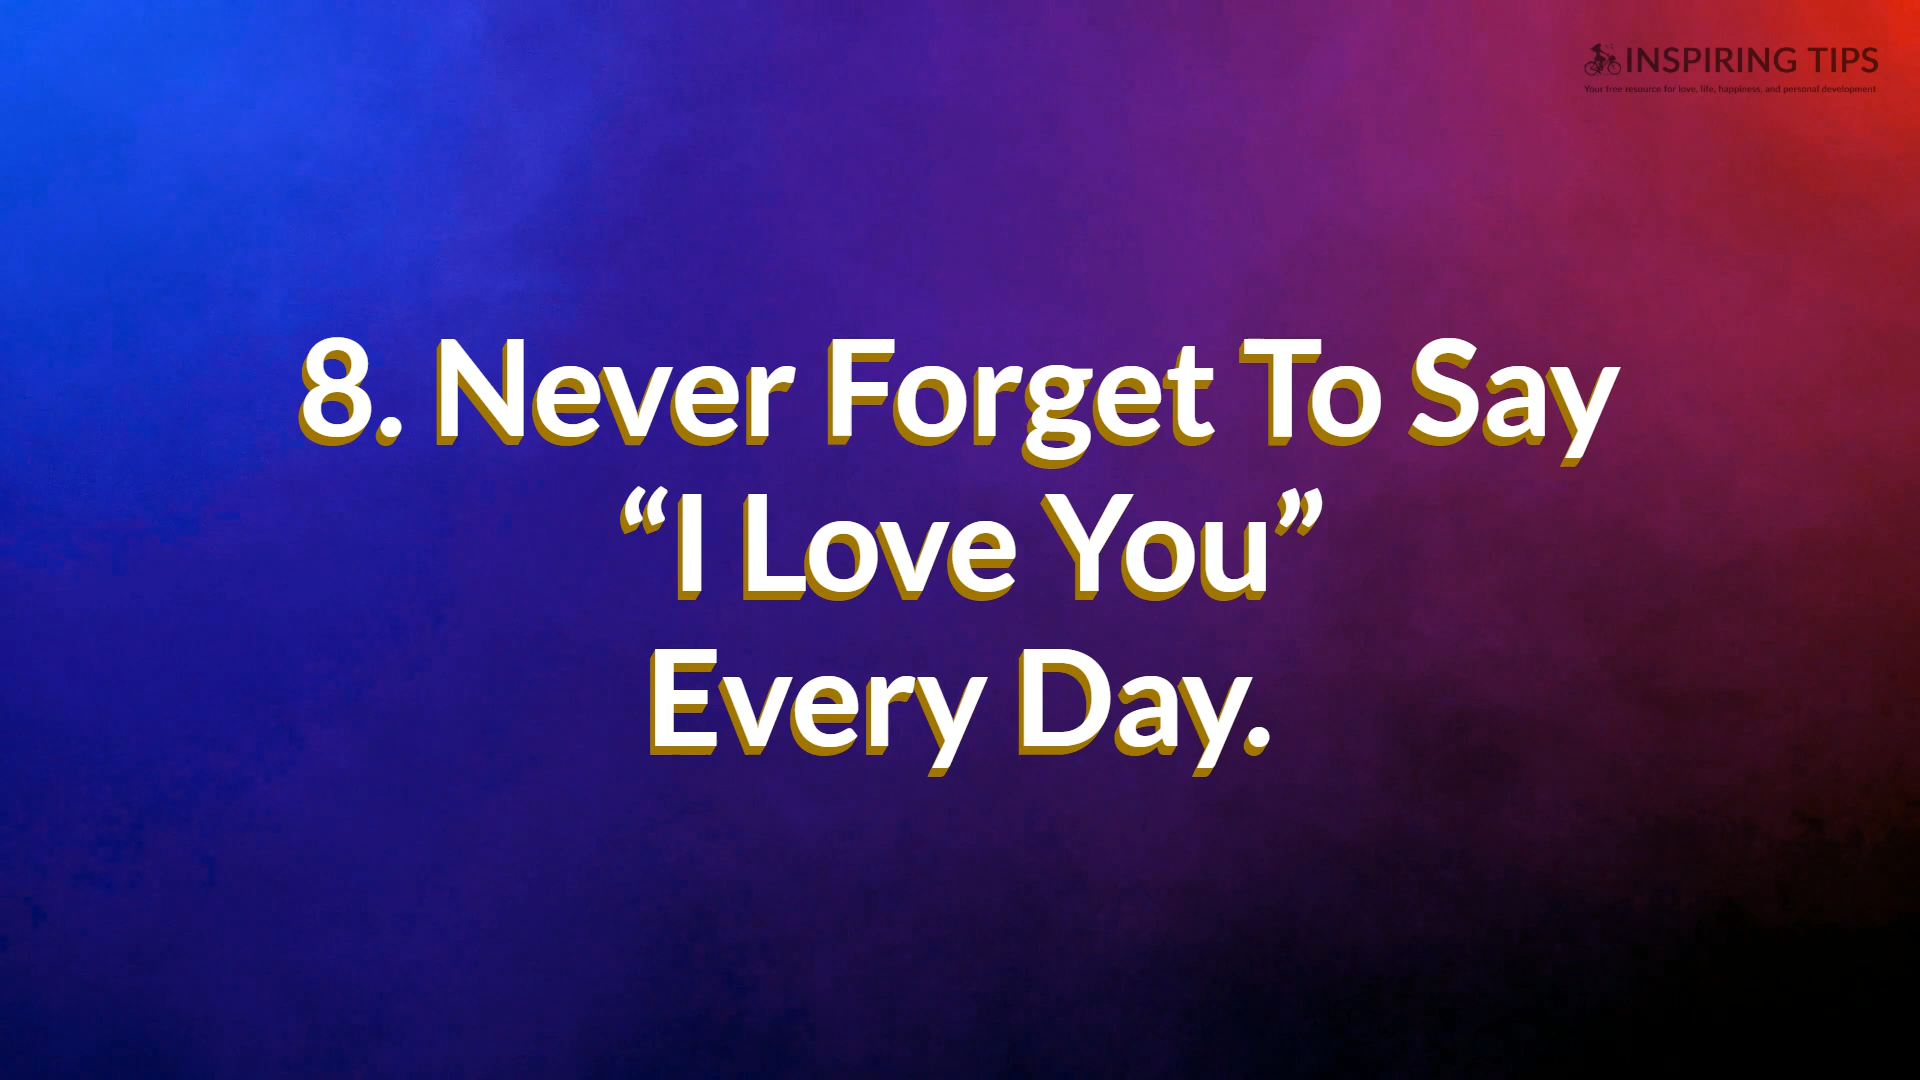 INSPIRING TIPS
Your free resource for love, life, happiness, and personal development
8. Never Forget To Say
“I Love You”
Every Day.